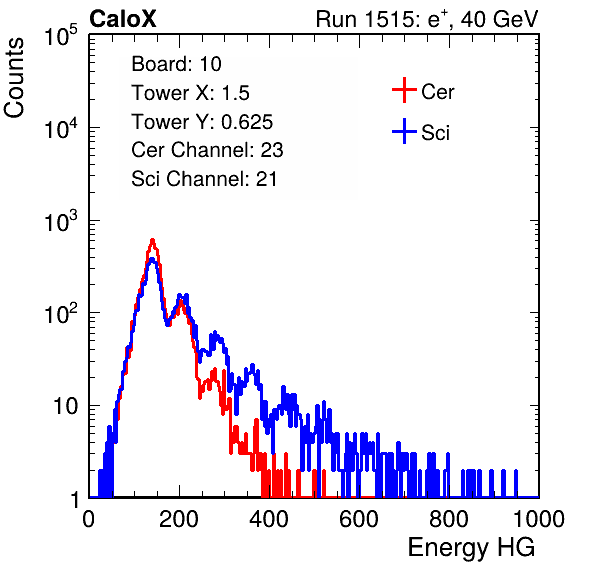 CaloX Run 1515: e⁺, 40 GeV
Counts
Board: 10
Tower X: 1.5
Tower Y: 0.625
Cer Channel: 23
Sci Channel: 21
Cer
Sci
10⁵
10⁴
10³
10²
10
1
0 200 400 600 800 1000
Energy HG